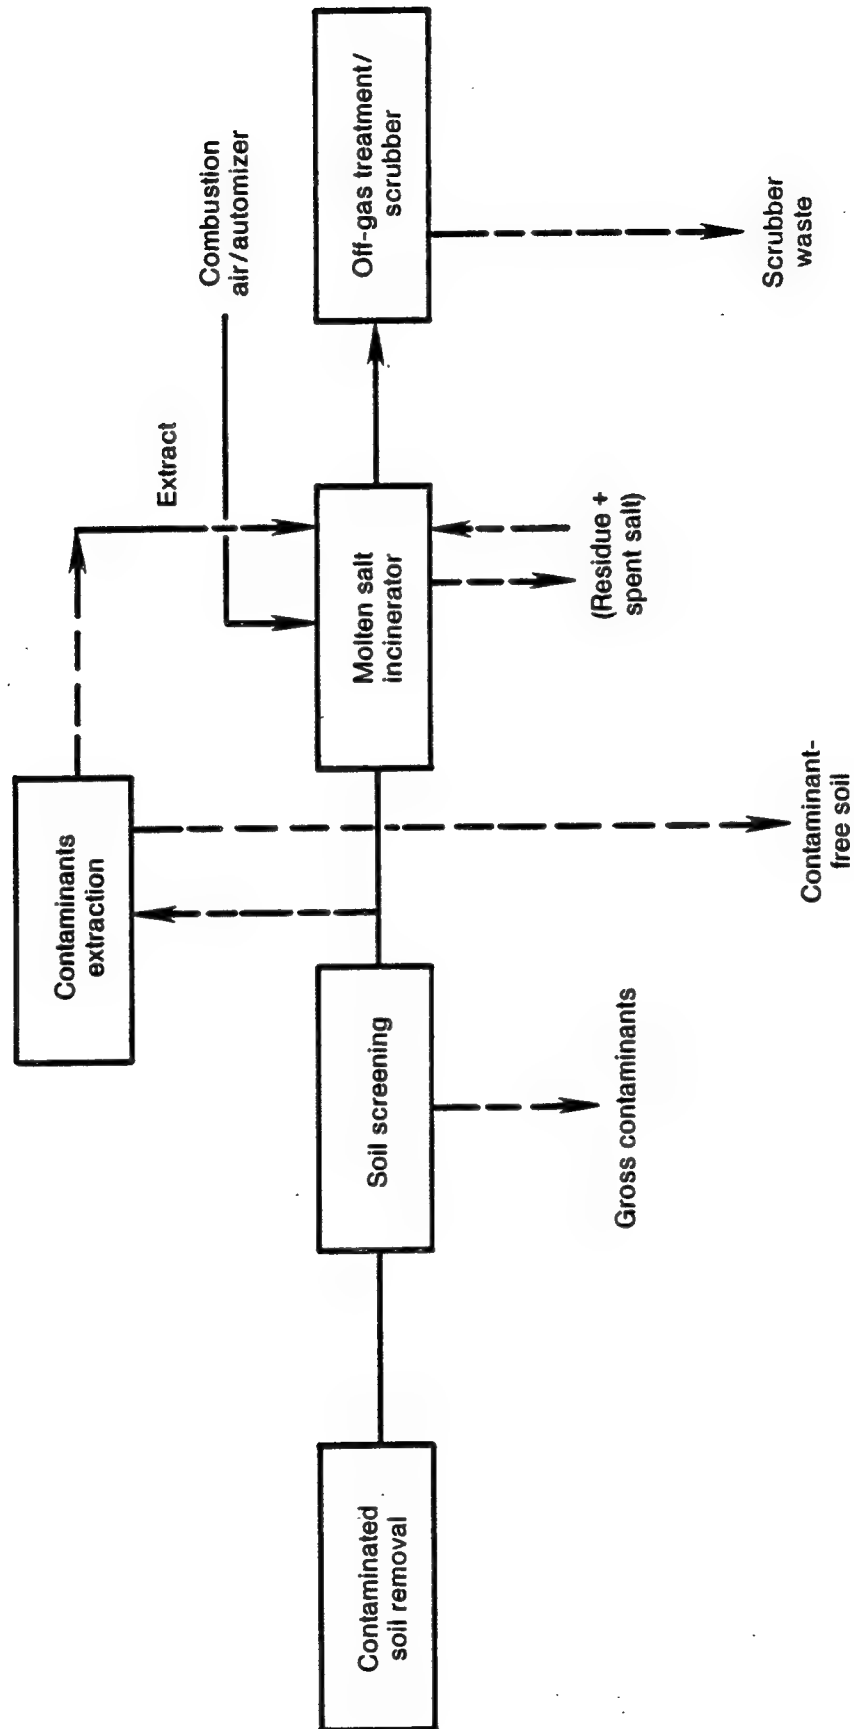 Contaminated
soil removal
Soil screening
Gross contaminants
Contaminants
extraction
Contaminant-
free soil
Extract
Combustion
air/automizer
Molten salt
incinerator
(Residue +
spent salt)
Off-gas treatment/
scrubber
Scrubber
waste